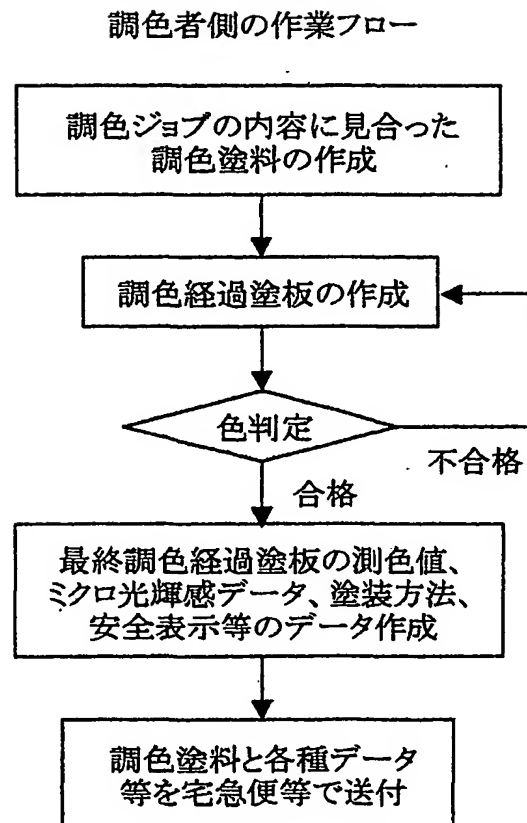 調色者側の作業フロー
調色ジョブの内容に見合った
調色塗料の作成
調色経過塗板の作成
色判定
不合格
合格
最終調色経過塗板の測色値、
ミクロ光輝感データ、塗装方法、
安全表示等のデータ作成
調色塗料と各種データ
等を宅急便等で送付